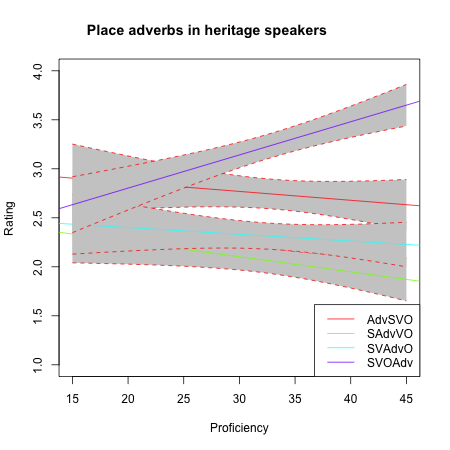 Place adverbs in heritage speakers
4.0
3.5
3.0
2.5
2.0
1.5
1.0
Rating
AdvSVO
SAdvVO
SVAdvO
SVOAdv
15 20 25 30 35 40 45
Proficiency